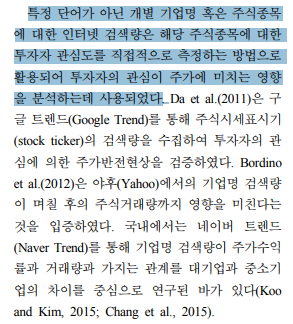 특정 단어가 아닌 개별 기업명 혹은 주식종목
에 대한 인터넷 검색량은 해당 주식종목에 대한
투자자 관심도를 직접적으로 측정하는 방법으로
활용되어 투자자의 관심이 주가에 미치는 영향
을 분석하는데 사용되었다. Da et al.(2011)은 구
글 트렌드(Google Trend)를 통해 주식시세표시기
(stock ticker)의 검색량을 수집하여 투자자의 관
심에 의한 주가반전현상을 검증하였다. Bordino
et al.(2012)은 야후(Yahoo)에서의 기업명 검색량
이 며칠 후의 주식거래량까지 영향을 미친다는
것을 입증하였다. 국내에서는 네이버 트렌드
(Naver Trend)를 통해 기업명 검색량이 주가수익
률과 거래량과 가지는 관계를 대기업과 중소기
업의 차이를 중심으로 연구된 바가 있다(Koo
and Kim, 2015; Chang et al., 2015).